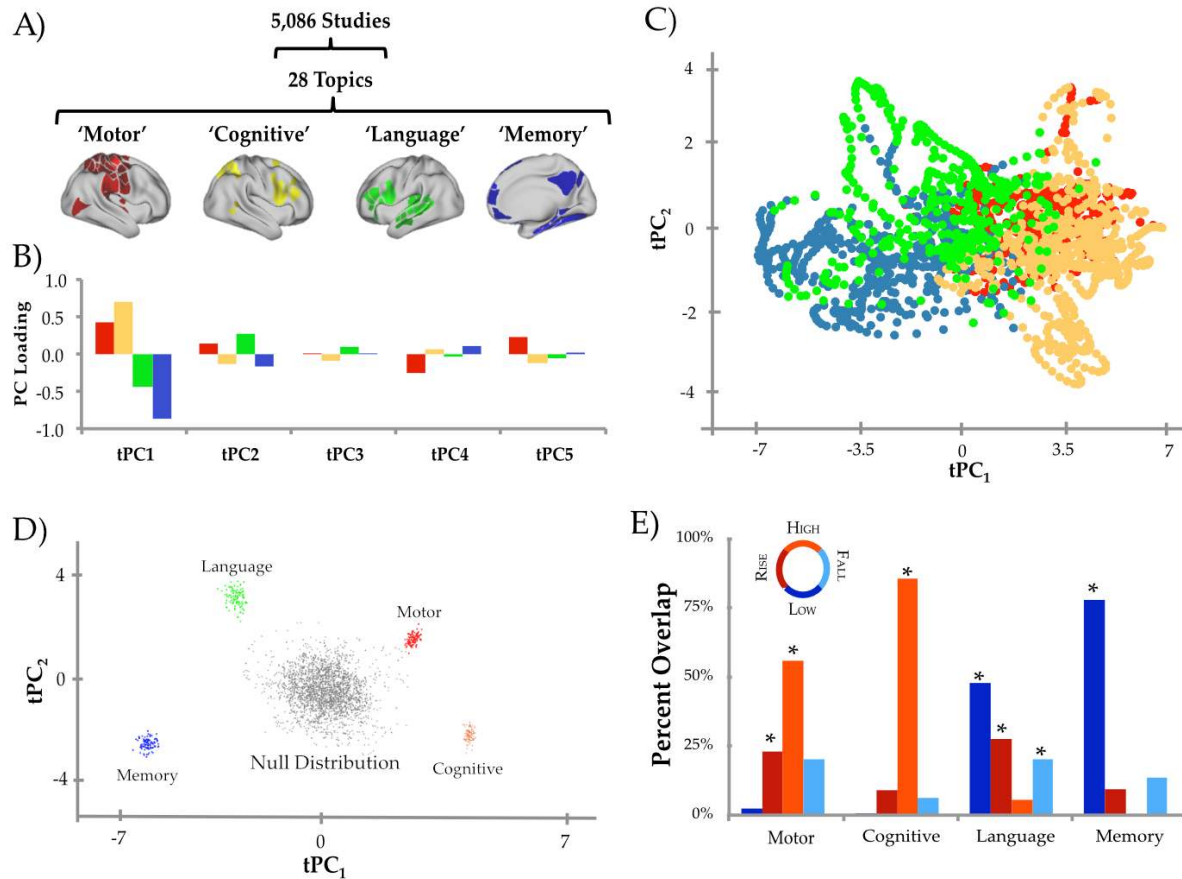 A)
5,086 Studies
28 Topics
'Motor' 'Cognitive' 'Language' 'Memory'
B)
PC Loading
1.0
0.5
0.0
-0.5
-1.0
tPC1 tPC2 tPC3 tPC4 tPC5
C)
tPC2
4
2
0
-2
-4
-7 -3.5 0 3.5 7
tPC1
D)
tPC2
4
0
-4
Language
Motor
Memory
Null Distribution
Cognitive
-7 0 7
tPC1
E)
Percent Overlap
100%
75%
50%
25%
0%
HIGH
RISE
FALL
LOW
* * * * * * *
Motor Cognitive Language Memory